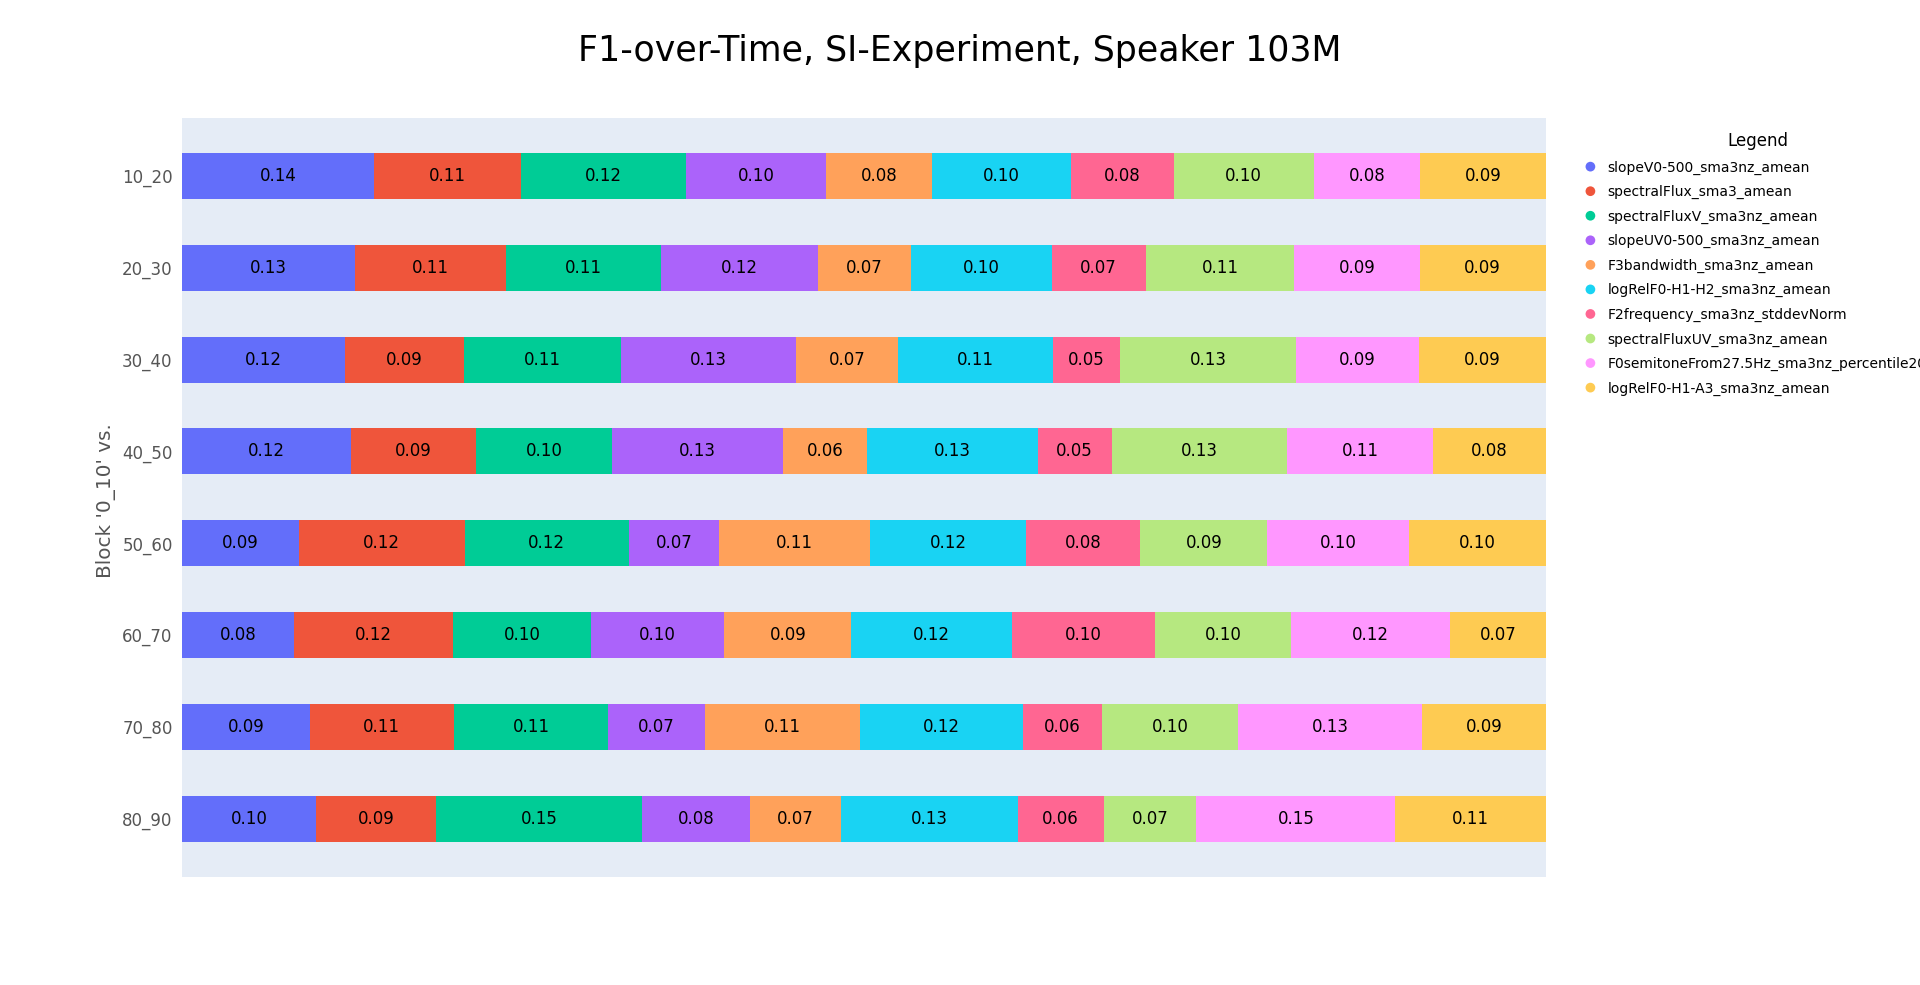 F1-over-Time, SI-Experiment, Speaker 103M
Block '0_10' vs.
10_20 0.14 0.11 0.12 0.10 0.08 0.10 0.08 0.10 0.08 0.09
20_30 0.13 0.11 0.11 0.12 0.07 0.10 0.07 0.11 0.09 0.09
30_40 0.12 0.09 0.11 0.13 0.07 0.11 0.05 0.13 0.09 0.09
40_50 0.12 0.09 0.10 0.13 0.06 0.13 0.05 0.13 0.11 0.08
50_60 0.09 0.12 0.12 0.07 0.11 0.12 0.08 0.09 0.10 0.10
60_70 0.08 0.12 0.10 0.10 0.09 0.12 0.10 0.10 0.12 0.07
70_80 0.09 0.11 0.11 0.07 0.11 0.12 0.06 0.10 0.13 0.09
80_90 0.10 0.09 0.15 0.08 0.07 0.13 0.06 0.07 0.15 0.11
Legend
slopeV0-500_sma3nz_amean
spectralFlux_sma3_amean
spectralFluxV_sma3nz_amean
slopeUV0-500_sma3nz_amean
F3bandwidth_sma3nz_amean
logRelF0-H1-H2_sma3nz_amean
F2frequency_sma3nz_stddevNorm
spectralFluxUV_sma3nz_amean
F0semitoneFrom27.5Hz_sma3nz_percentile20
logRelF0-H1-A3_sma3nz_amean